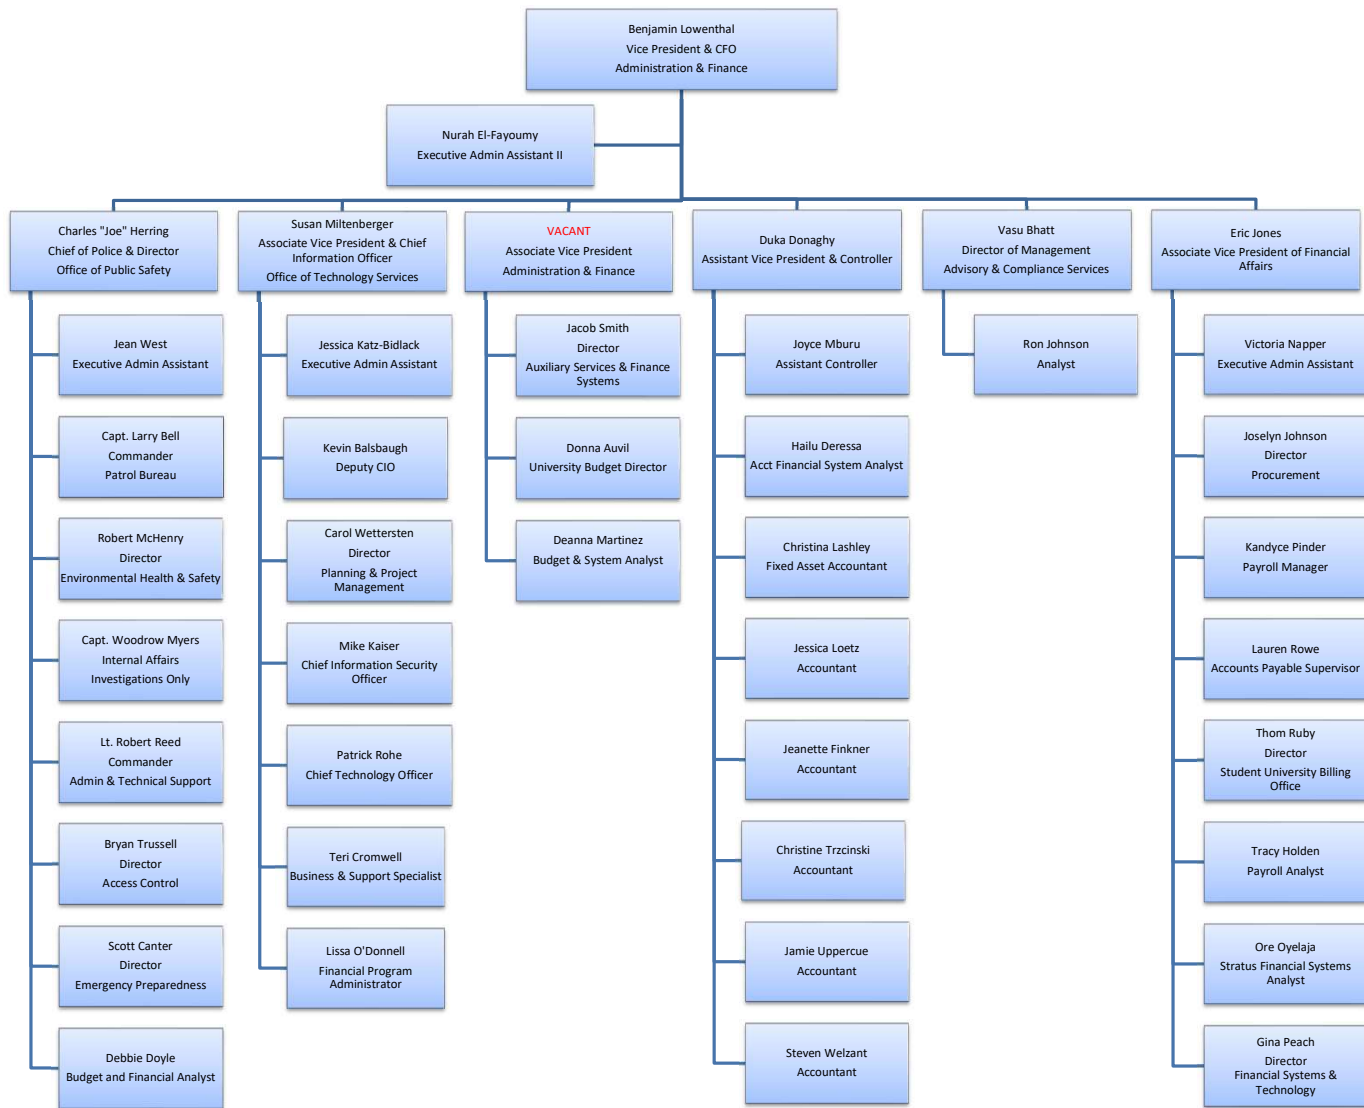 Benjamin Lowenthal
Vice President & CFO
Administration & Finance
Nurah El-Fayoumy
Executive Admin Assistant II
Charles "Joe" Herring
Chief of Police & Director
Office of Public Safety
Susan Miltenberger
Associate Vice President & Chief
Information Officer
Office of Technology Services
VACANT
Associate Vice President
Administration & Finance
Duka Donaghy
Assistant Vice President & Controller
Vasu Bhatt
Director of Management
Advisory & Compliance Services
Eric Jones
Associate Vice President of Financial
Affairs
Jean West
Executive Admin Assistant
Capt. Larry Bell
Commander
Patrol Bureau
Robert McHenry
Director
Environmental Health & Safety
Capt. Woodrow Myers
Internal Affairs
Investigations Only
Lt. Robert Reed
Commander
Admin & Technical Support
Bryan Trussell
Director
Access Control
Scott Canter
Director
Emergency Preparedness
Debbie Doyle
Budget and Financial Analyst
Jessica Katz-Bidlack
Executive Admin Assistant
Kevin Balsbaugh
Deputy CIO
Carol Wettersten
Director
Planning & Project
Management
Mike Kaiser
Chief Information Security
Officer
Patrick Rohe
Chief Technology Officer
Teri Cromwell
Business & Support Specialist
Lissa O'Donnell
Financial Program
Administrator
Jacob Smith
Director
Auxiliary Services & Finance
Systems
Donna Auvil
University Budget Director
Deanna Martinez
Budget & System Analyst
Joyce Mburu
Assistant Controller
Hailu Deressa
Acct Financial System Analyst
Christina Lashley
Fixed Asset Accountant
Jessica Loetz
Accountant
Jeanette Finkner
Accountant
Christine Trzcinski
Accountant
Jamie Uppercue
Accountant
Steven Welzant
Accountant
Ron Johnson
Analyst
Victoria Napper
Executive Admin Assistant
Joselyn Johnson
Director
Procurement
Kandyce Pinder
Payroll Manager
Lauren Rowe
Accounts Payable Supervisor
Thom Ruby
Director
Student University Billing
Office
Tracy Holden
Payroll Analyst
Ore Oyelaja
Stratus Financial Systems
Analyst
Gina Peach
Director
Financial Systems &
Technology